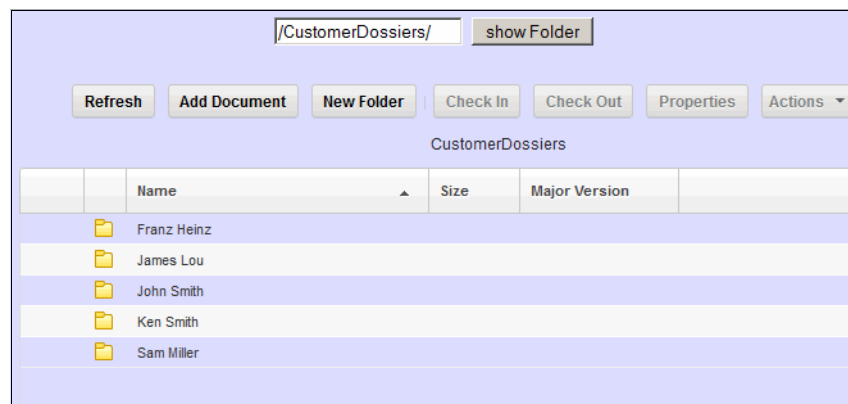 /CustomerDossiers/ show Folder
Refresh Add Document New Folder Check In Check Out Properties Actions
CustomerDossiers
Name Size Major Version
Franz Heinz
James Lou
John Smith
Ken Smith
Sam Miller